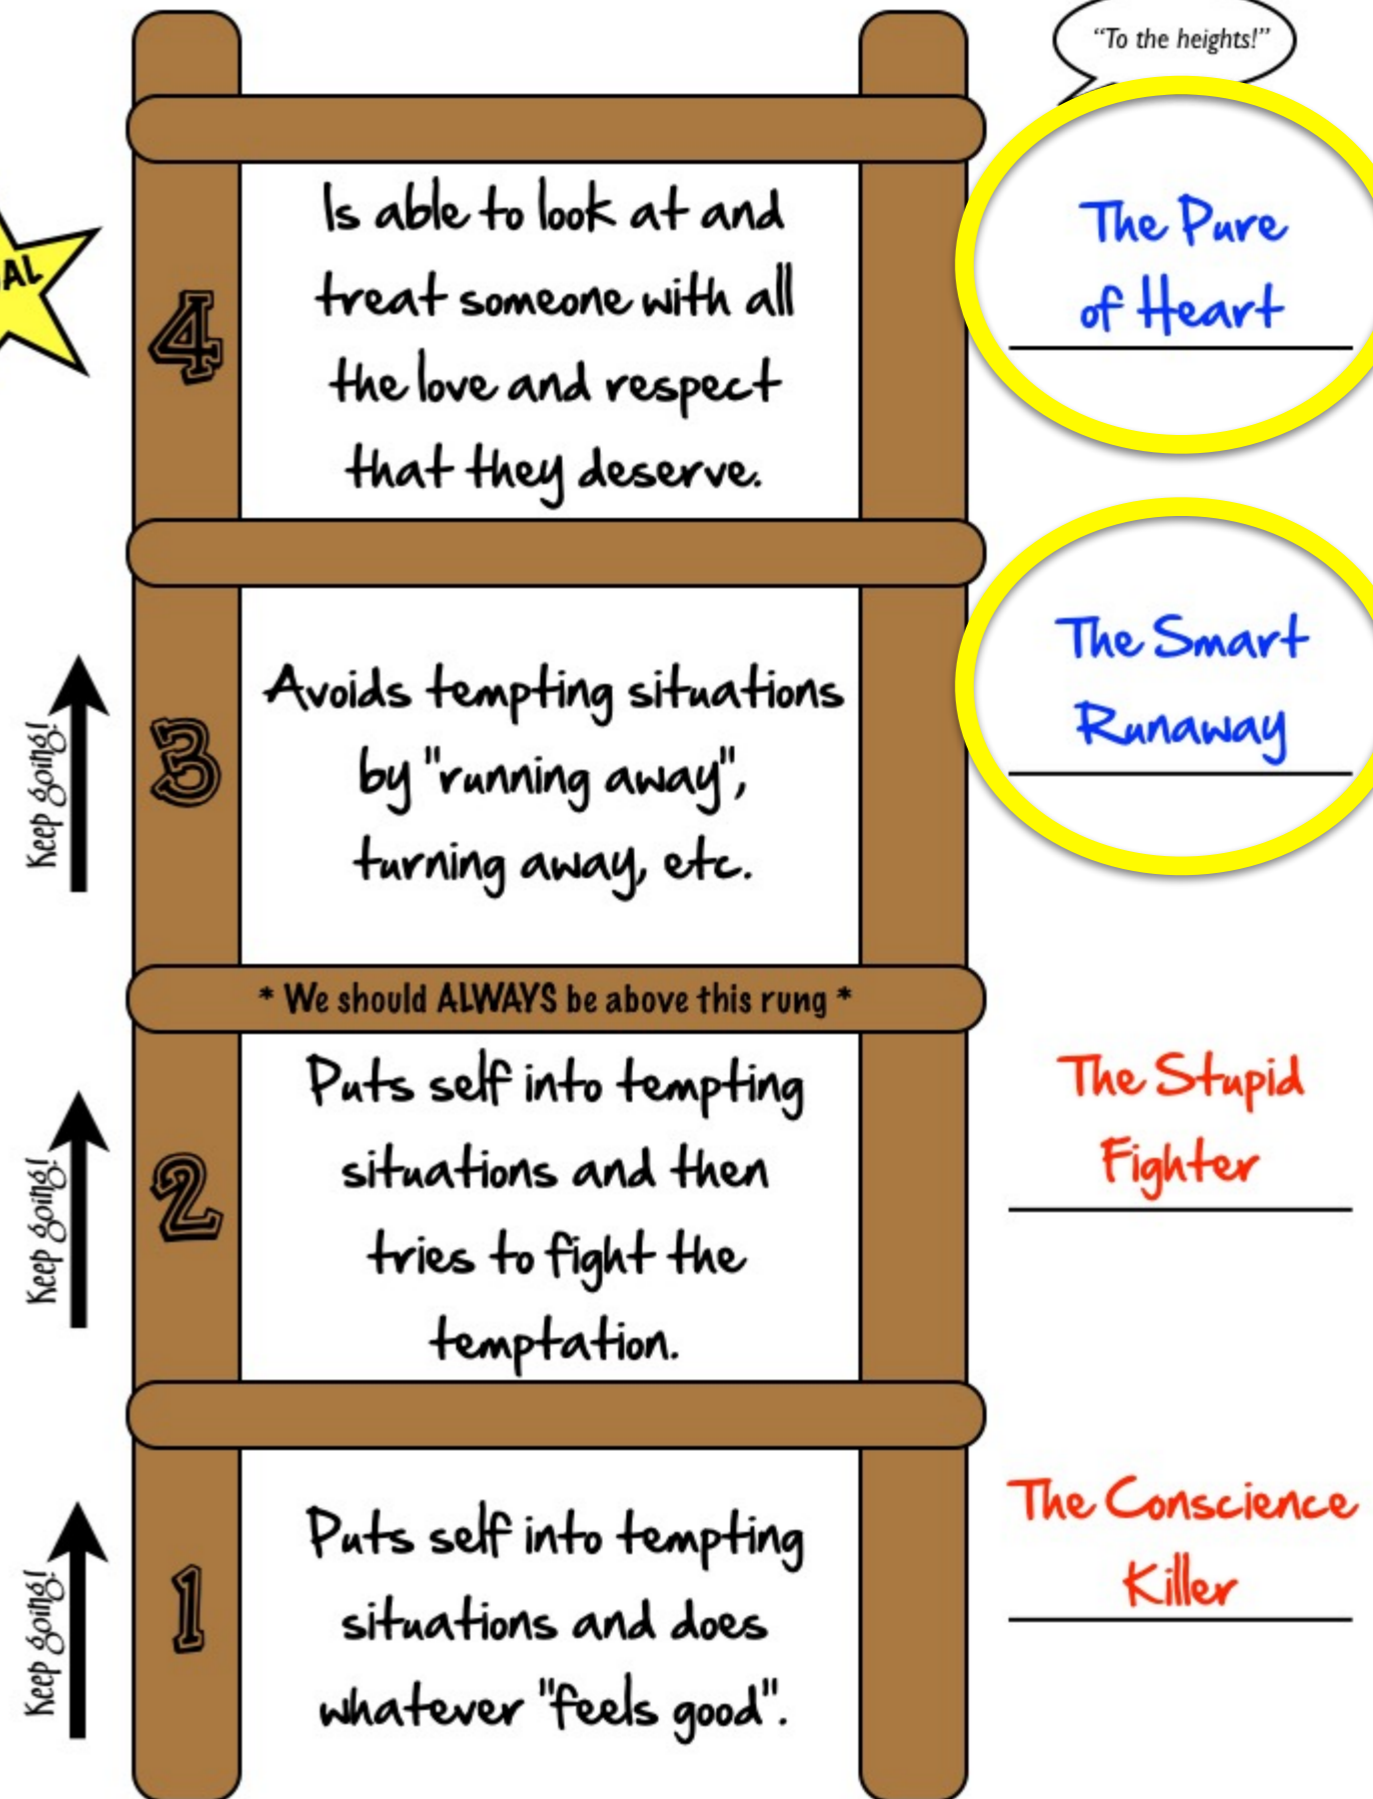 “To the heights!”
Is able to look at and
treat someone with all
the love and respect
that they deserve.
4
The Pure
of Heart
AL
Avoids tempting situations
by "running away",
turning away, etc.
3
Keep going!
The Smart
Runaway
* We should ALWAYS be above this rung *
Puts self into tempting
situations and then
tries to fight the
temptation.
2
Keep going!
The Stupid
Fighter
Puts self into tempting
situations and does
whatever "feels good".
1
Keep going!
The Conscience
Killer